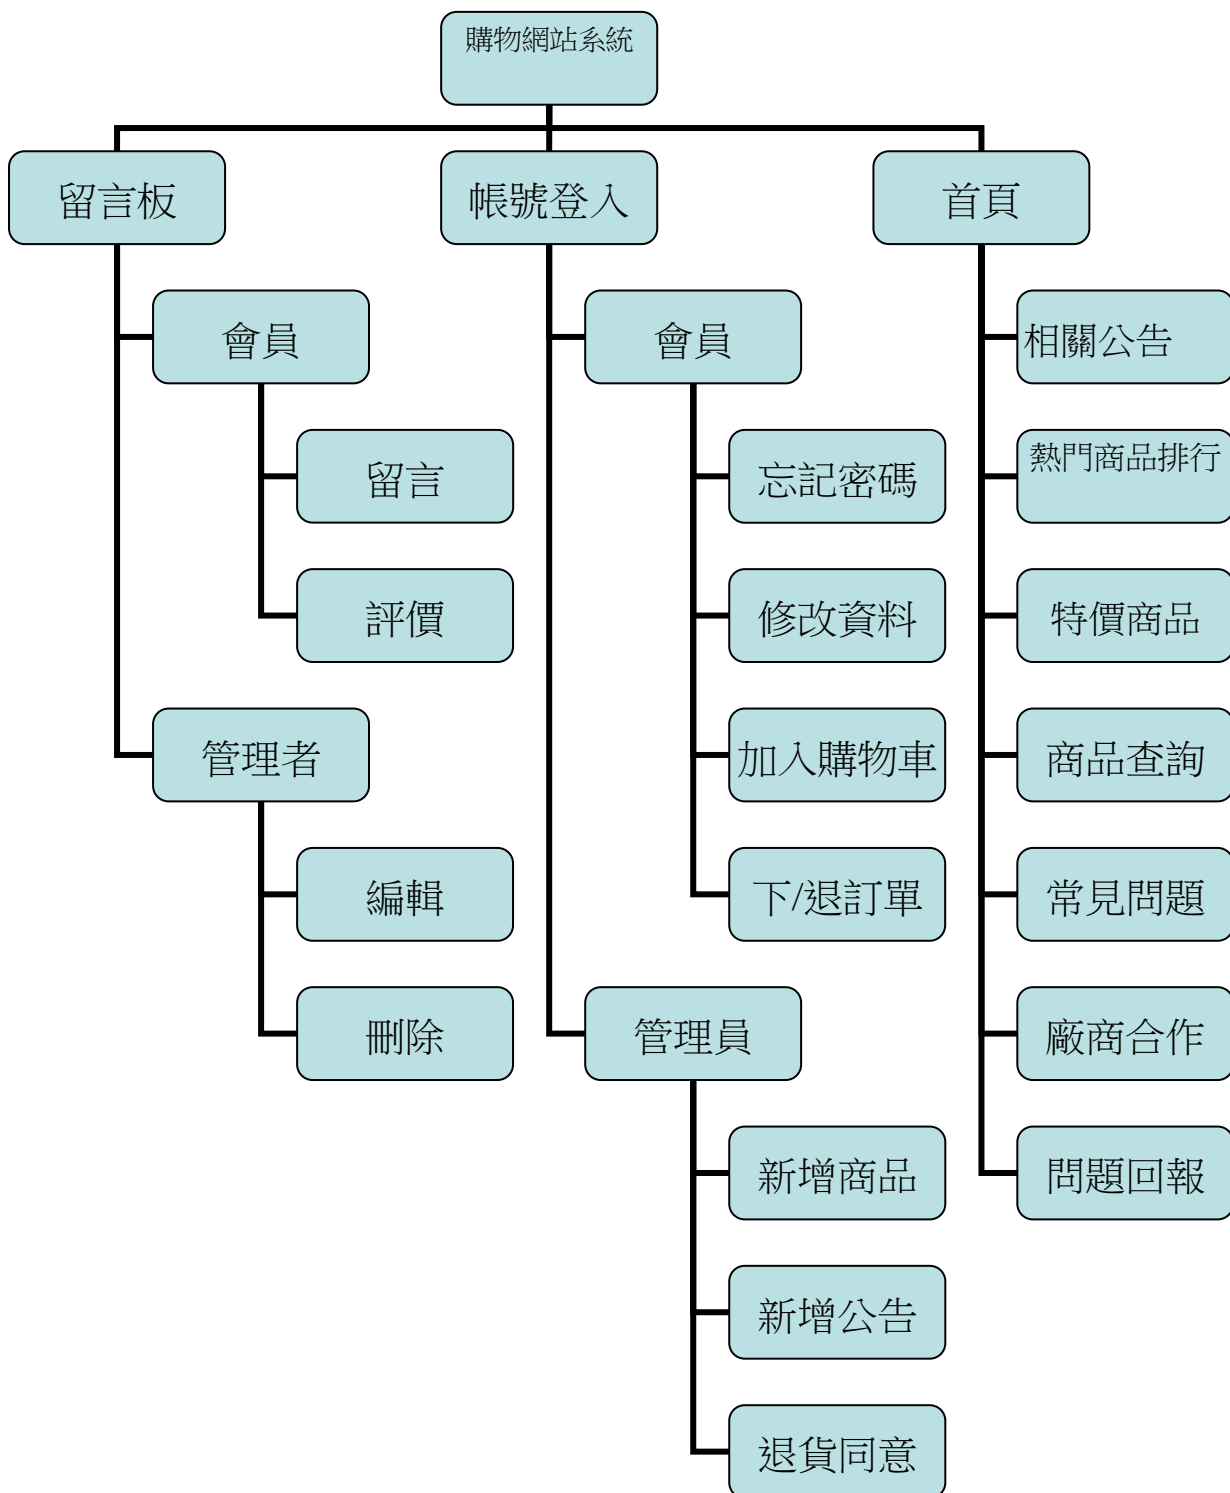 購物網站系統
留言板
會員
留言
評價
管理者
編輯
刪除
帳號登入
會員
忘記密碼
修改資料
加入購物車
下/退訂單
管理員
新增商品
新增公告
退貨同意
首頁
相關公告
熱門商品排行
特價商品
商品查詢
常見問題
廠商合作
問題回報